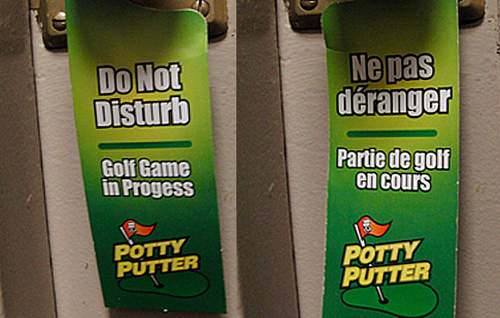 Do Not
Disturb
Golf Game
in Progess
POTTY
PUTTER
Ne pas
déranger
Partie de golf
en cours
POTTY
PUTTER